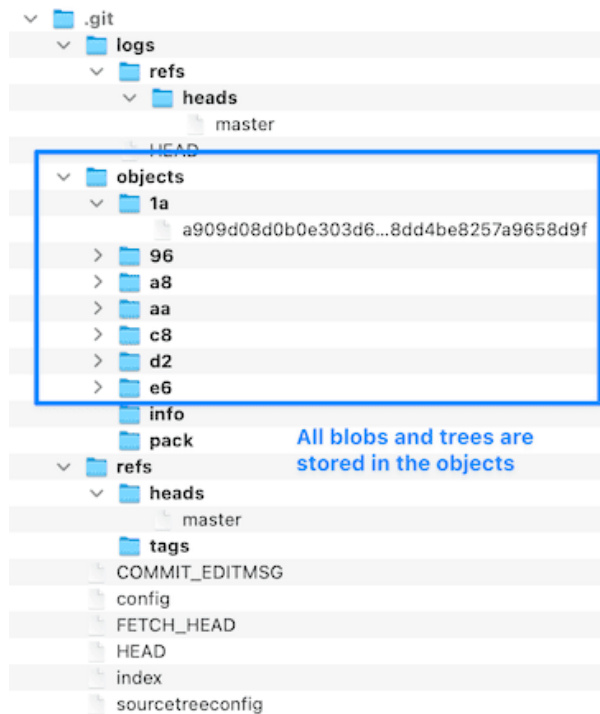 .git
logs
refs
heads
master
HEAD
objects
1a
a909d08d0b0e303d6...8dd4be8257a9658d9f
96
a8
aa
c8
d2
e6
info
pack
All blobs and trees are
stored in the objects
refs
heads
master
tags
COMMIT_EDITMSG
config
FETCH_HEAD
HEAD
index
sourcetreeconfig